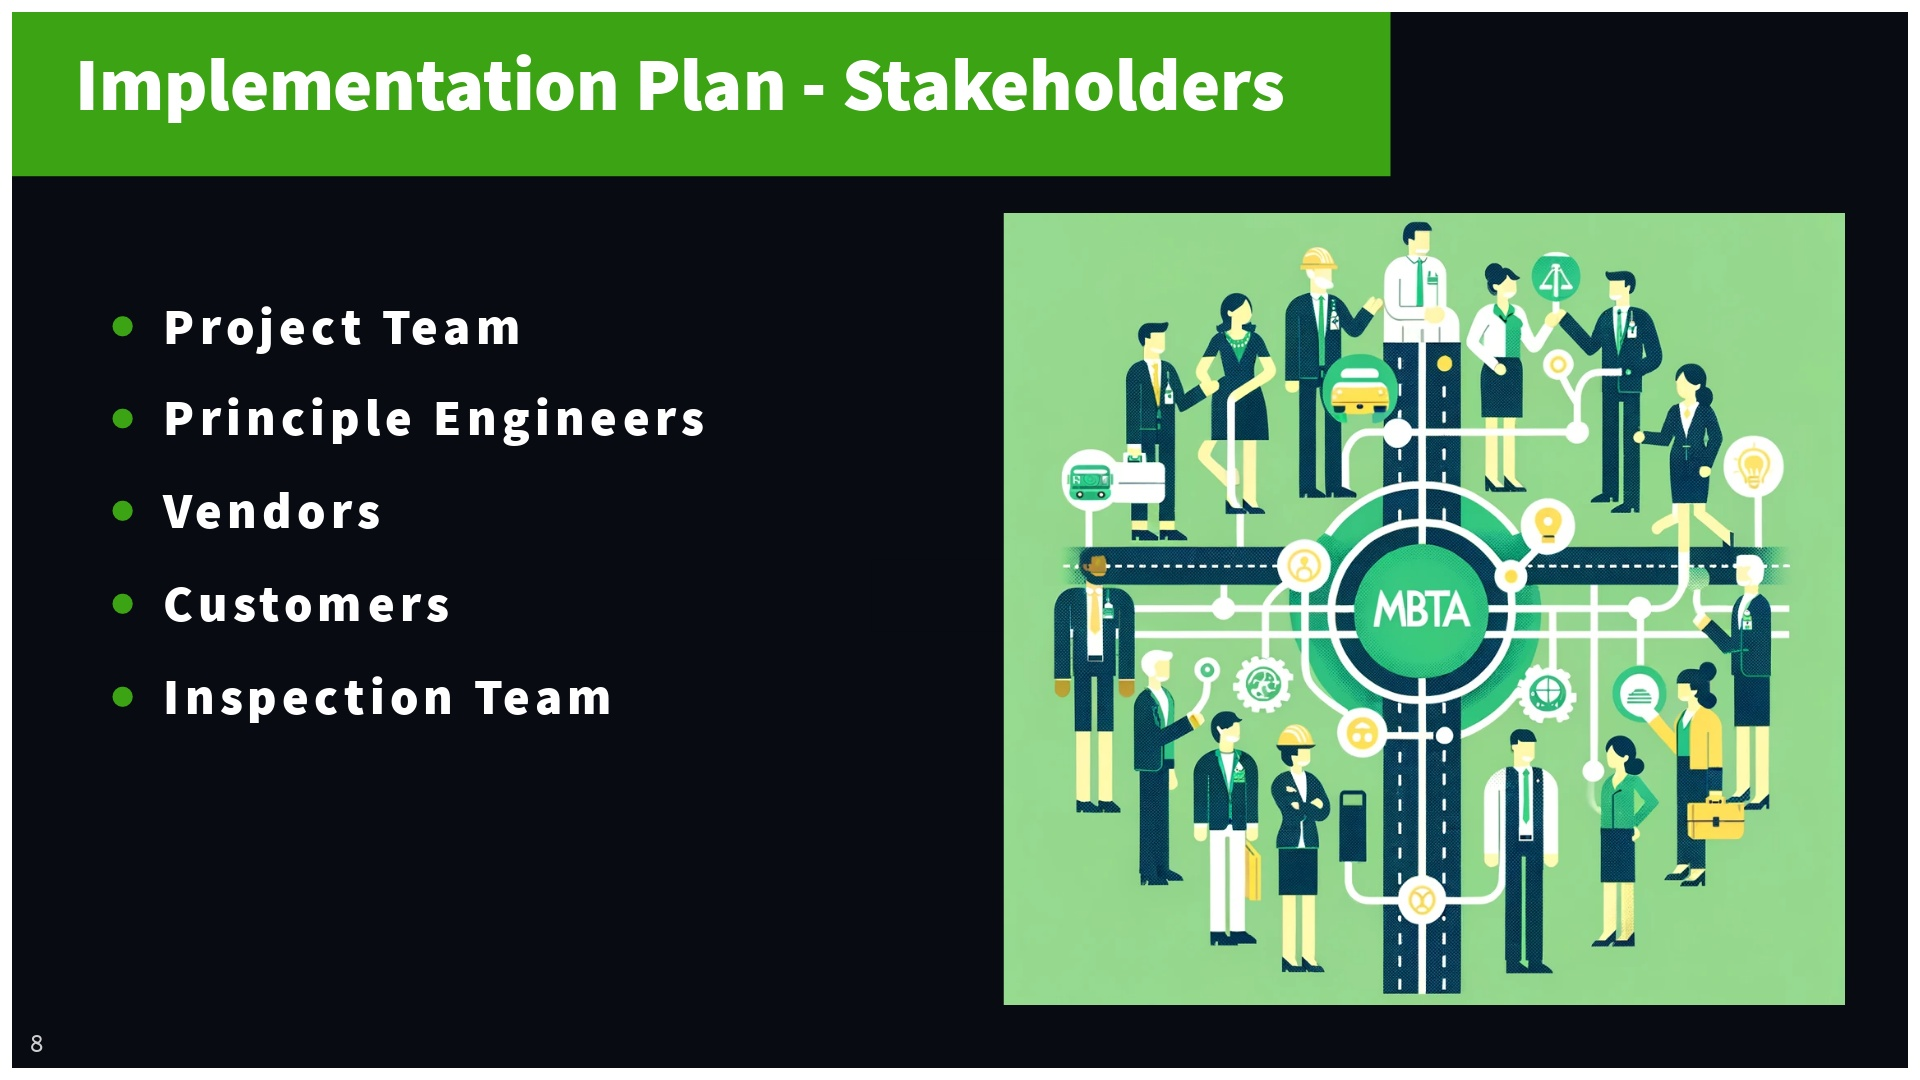 Implementation Plan - Stakeholders
Project Team
Principle Engineers
Vendors
Customers
Inspection Team
MBTA
8